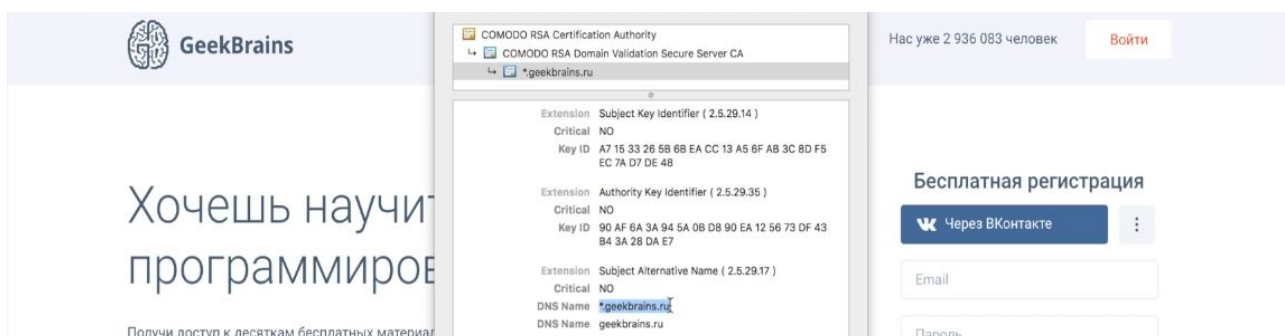 GeekBrains
COMODO RSA Certification Authority
COMODO RSA Domain Validation Secure Server CA
*.geekbrains.ru
Нас уже 2 936 083 человек
Войти
Extension Subject Key Identifier ( 2.5.29.14 )
Critical NO
Key ID A7 15 33 26 5B 6B EA CC 13 A5 6F AB 3C 8D F5
EC 7A D7 DE 48
Extension Authority Key Identifier ( 2.5.29.35 )
Critical NO
Key ID 90 AF 6A 3A 94 5A 0B D8 90 EA 12 56 73 DF 43
B4 3A 28 DA E7
Extension Subject Alternative Name ( 2.5.29.17 )
Critical NO
DNS Name *.geekbrains.ru
DNS Name geekbrains.ru
Хочешь научит
программиров
Получи доступ к десяткам бесплатных материал
Бесплатная регистрация
Через ВКонтакте
Email
Пароль